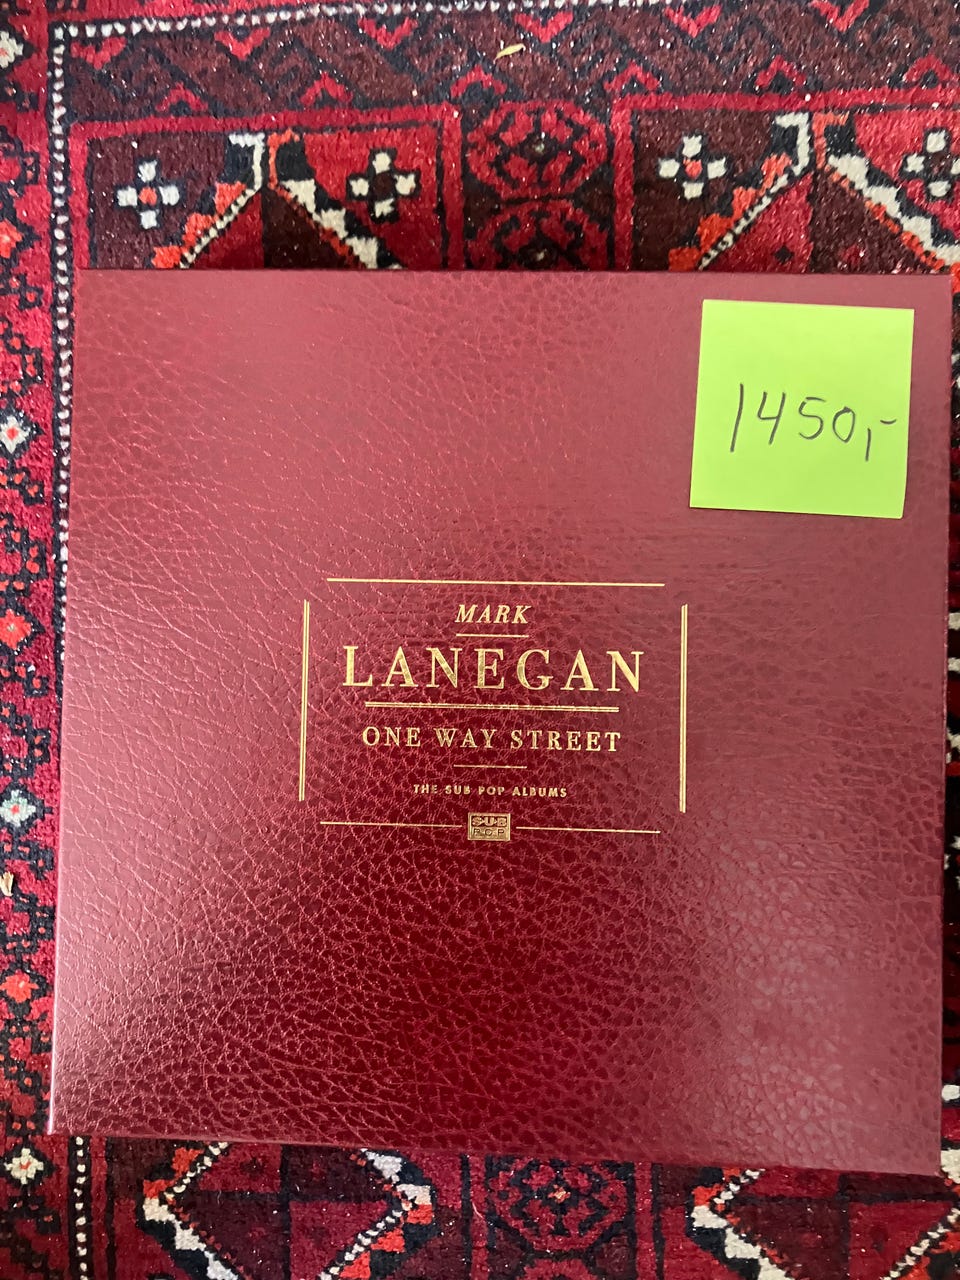 1450,-
MARK
LANEGAN
ONE WAY STREET
THE SUB POP ALBUMS
SUB
POP